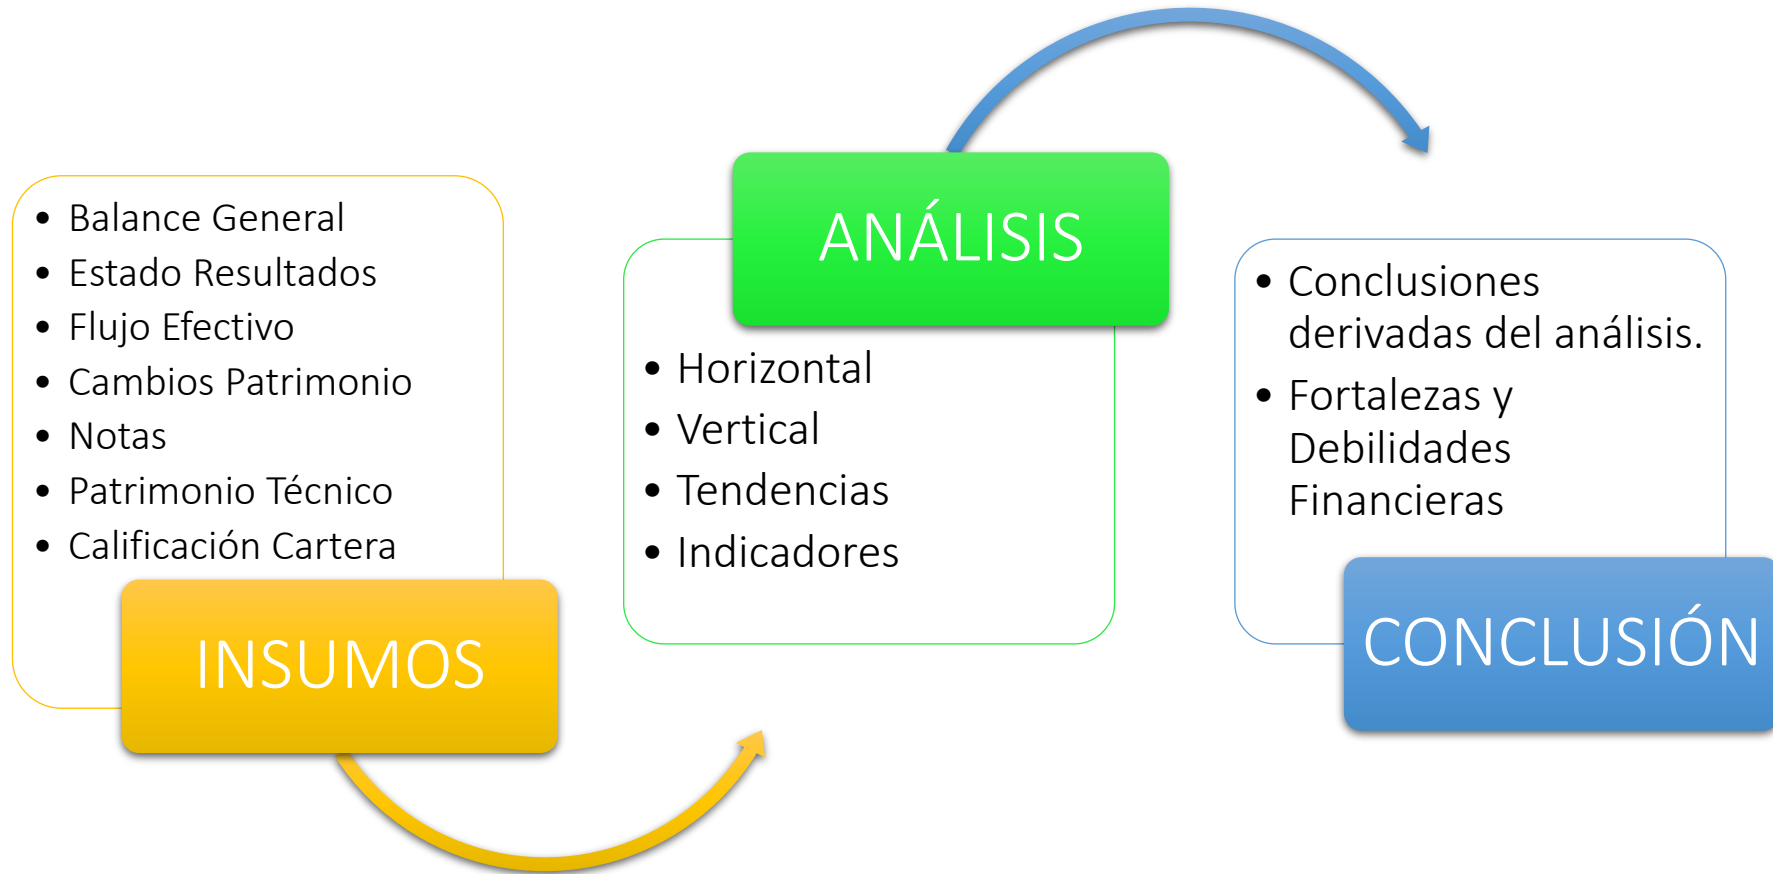 • Balance General
• Estado Resultados
• Flujo Efectivo
• Cambios Patrimonio
• Notas
• Patrimonio Técnico
• Calificación Cartera
INSUMOS
ANÁLISIS
• Horizontal
• Vertical
• Tendencias
• Indicadores
• Conclusiones
derivadas del análisis.
• Fortalezas y
Debilidades
Financieras
CONCLUSIÓN